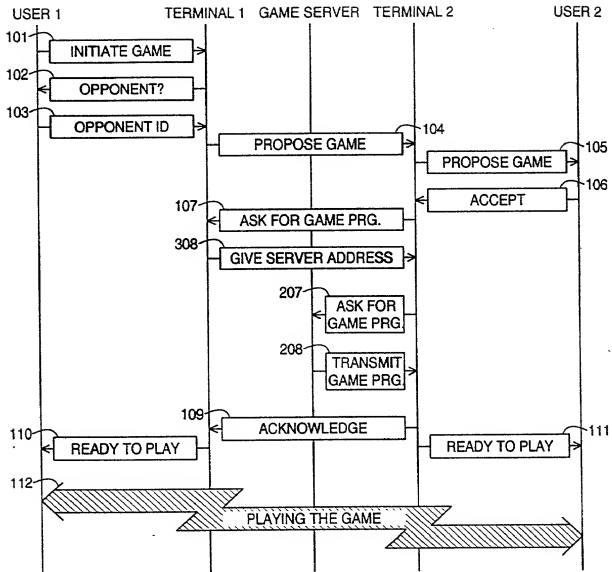 USER 1 TERMINAL 1 GAME SERVER TERMINAL 2 USER 2
101
INITIATE GAME
102
OPPONENT?
103
OPPONENT ID
104
PROPOSE GAME
105
PROPOSE GAME
106
ACCEPT
107
ASK FOR GAME PRG.
308
GIVE SERVER ADDRESS
207
ASK FOR
GAME PRG.
208
TRANSMIT
GAME PRG.
109
ACKNOWLEDGE
110
READY TO PLAY
111
READY TO PLAY
112
PLAYING THE GAME